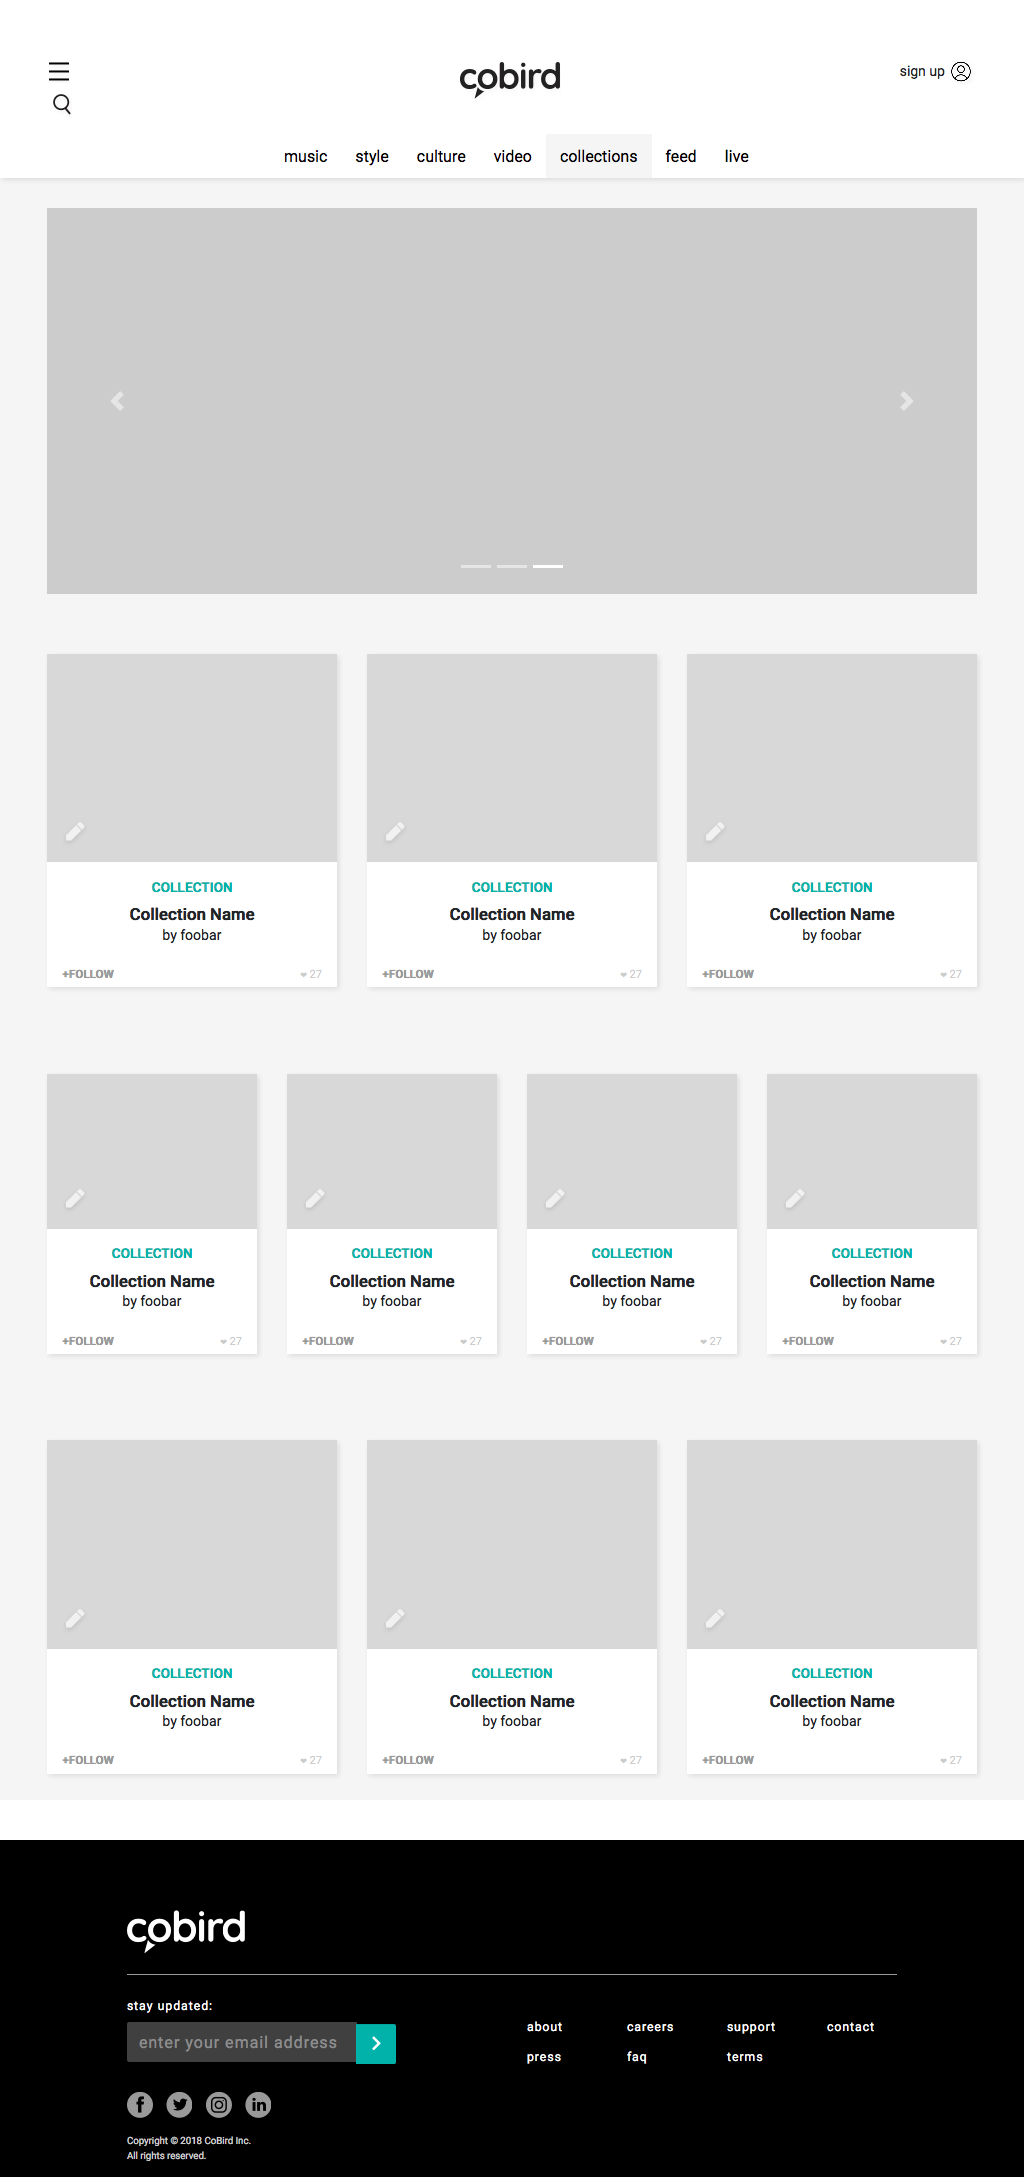 cobird
sign up
music style culture video collections feed live
COLLECTION COLLECTION COLLECTION
Collection Name Collection Name Collection Name
by foobar by foobar by foobar
+FOLLOW ❤ 27 +FOLLOW ❤ 27 +FOLLOW ❤ 27
COLLECTION COLLECTION COLLECTION COLLECTION
Collection Name Collection Name Collection Name Collection Name
by foobar by foobar by foobar by foobar
+FOLLOW ❤ 27 +FOLLOW ❤ 27 +FOLLOW ❤ 27 +FOLLOW ❤ 27
COLLECTION COLLECTION COLLECTION
Collection Name Collection Name Collection Name
by foobar by foobar by foobar
+FOLLOW ❤ 27 +FOLLOW ❤ 27 +FOLLOW ❤ 27
cobird
stay updated:
enter your email address
about careers support contact
press faq terms
Copyright © 2018 CoBird Inc.
All rights reserved.